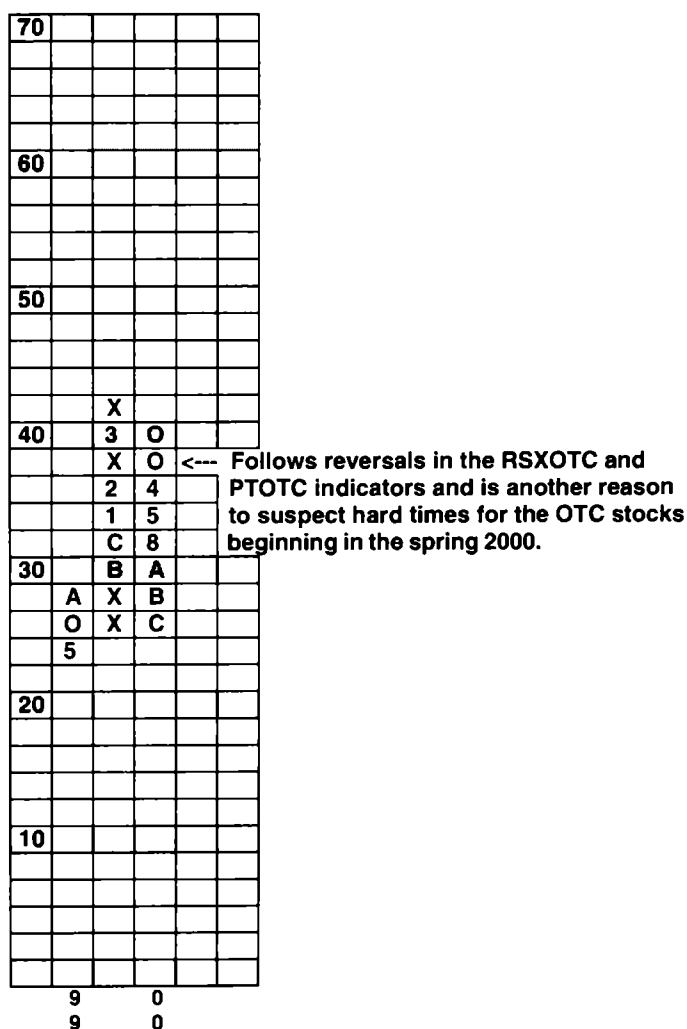 70
60
50
X
40 3 O
X O <--- Follows reversals in the RSXOTC and
2 4 PTOTC indicators and is another reason
1 5 to suspect hard times for the OTC stocks
C 8 beginning in the spring 2000.
30 B A
A X B
O X C
5
20
10
9 0
9 0